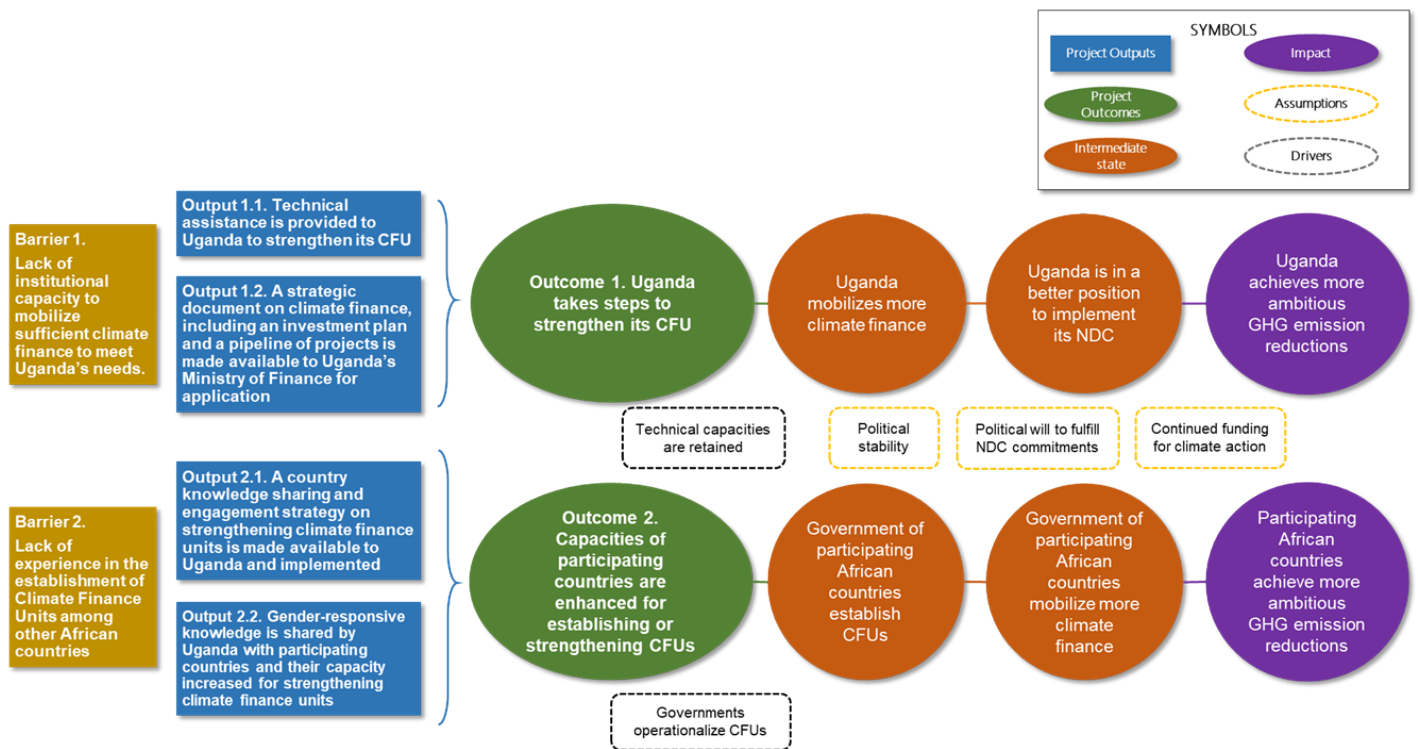 SYMBOLS
Project Outputs
Impact
Project
Outcomes
Assumptions
Intermediate
state
Drivers
Barrier 1.
Lack of
institutional
capacity to
mobilize
sufficient climate
finance to meet
Uganda's needs.
Output 1.1. Technical
assistance is provided to
Uganda to strengthen its CFU
Output 1.2. A strategic
document on climate finance,
including an investment plan
and a pipeline of projects is
made available to Uganda's
Ministry of Finance for
application
Outcome 1. Uganda
takes steps to
strengthen its CFU
Uganda
mobilizes more
climate finance
Uganda is in a
better position
to implement
its NDC
Uganda
achieves more
ambitious
GHG emission
reductions
Technical capacities
are retained
Political
stability
Political will to fulfill
NDC commitments
Continued funding
for climate action
Barrier 2.
Lack of
experience in the
establishment of
Climate Finance
Units among
other African
countries
Output 2.1. A country
knowledge sharing and
engagement strategy on
strengthening climate finance
units is made available to
Uganda and implemented
Output 2.2. Gender-responsive
knowledge is shared by
Uganda with participating
countries and their capacity
increased for strengthening
climate finance units
Outcome 2.
Capacities of
participating
countries are
enhanced for
establishing or
strengthening CFUs
Government of
participating
African
countries
establish
CFUs
Government of
participating
African
countries
mobilize more
climate
finance
Participating
African
countries
achieve more
ambitious
GHG emission
reductions
Governments
operationalize CFUs